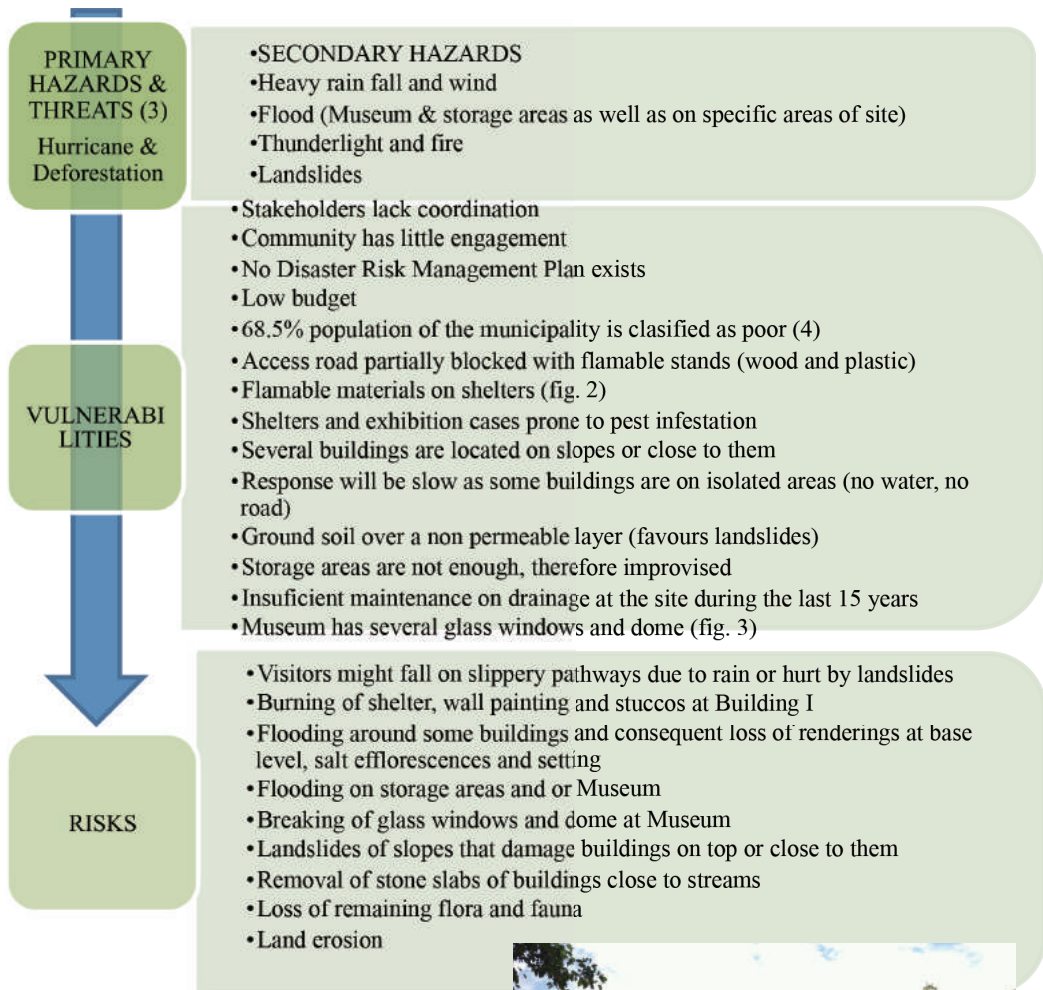 PRIMARY
HAZARDS &
THREATS (3)
Hurricane &
Deforestation
•SECONDARY HAZARDS
•Heavy rain fall and wind
•Flood (Museum & storage areas as well as on specific areas of site)
•Thunderlight and fire
•Landslides
VULNERABI
LITIES
•Stakeholders lack coordination
•Community has little engagement
•No Disaster Risk Management Plan exists
•Low budget
•68.5% population of the municipality is clasified as poor (4)
•Access road partially blocked with flamable stands (wood and plastic)
•Flamable materials on shelters (fig. 2)
•Shelters and exhibition cases prone to pest infestation
•Several buildings are located on slopes or close to them
•Response will be slow as some buildings are on isolated areas (no water, no
road)
•Ground soil over a non permeable layer (favours landslides)
•Storage areas are not enough, therefore improvised
•Insuficient maintenance on drainage at the site during the last 15 years
•Museum has several glass windows and dome (fig. 3)
RISKS
•Visitors might fall on slippery pathways due to rain or hurt by landslides
•Burning of shelter, wall painting and stuccos at Building I
•Flooding around some buildings and consequent loss of renderings at base
level, salt efflorescences and setting
•Flooding on storage areas and or Museum
•Breaking of glass windows and dome at Museum
•Landslides of slopes that damage buildings on top or close to them
•Removal of stone slabs of buildings close to streams
•Loss of remaining flora and fauna
•Land erosion